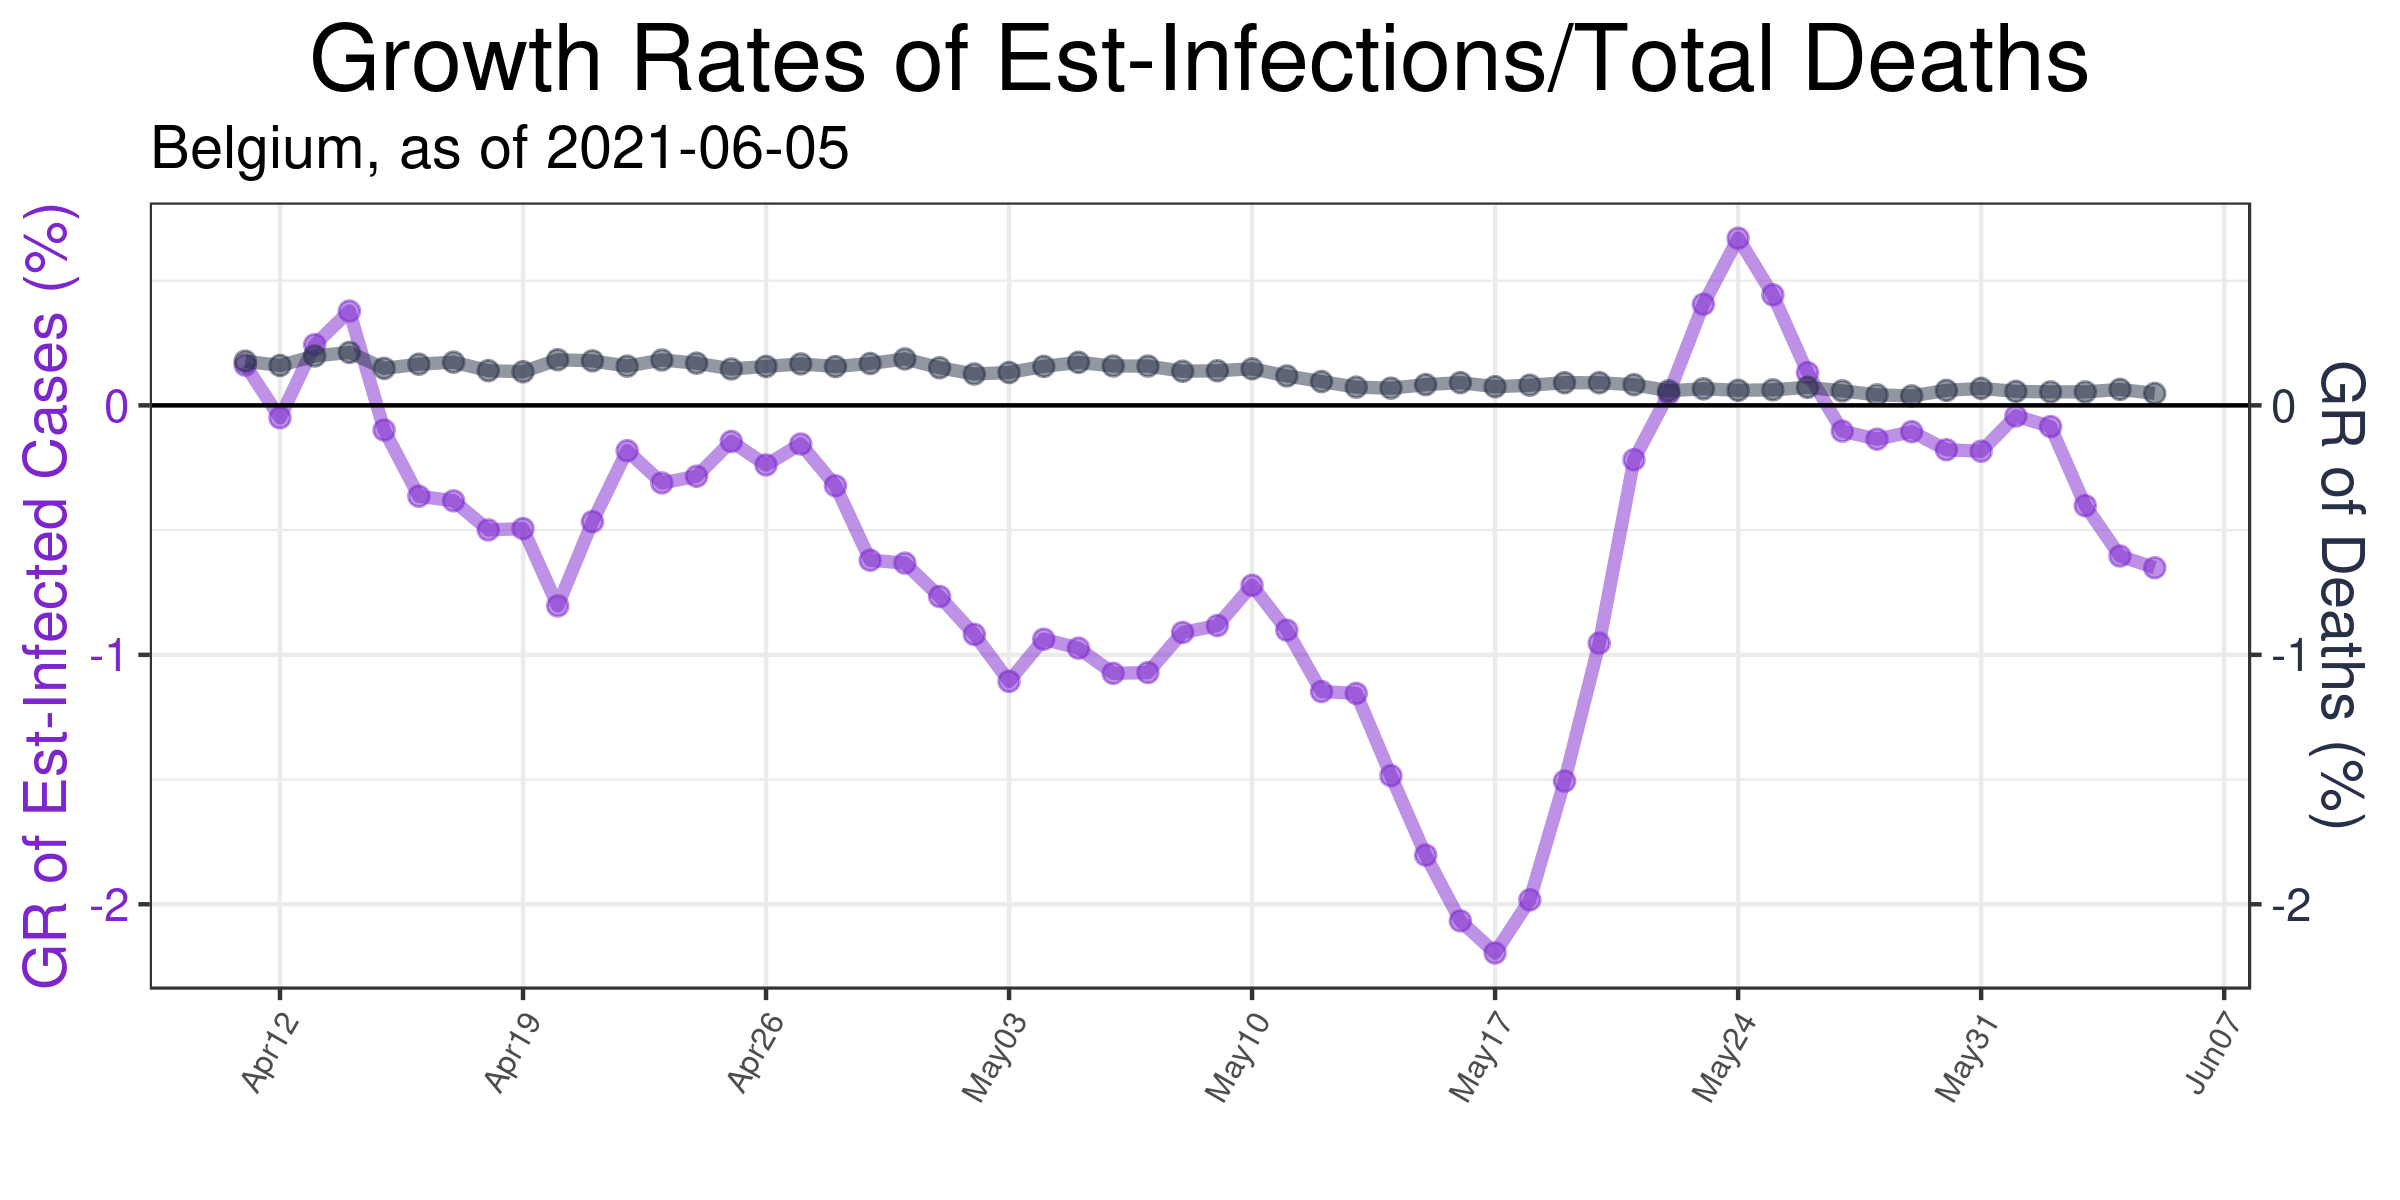 Growth Rates of Est-Infections/Total Deaths
Belgium, as of 2021-06-05
GR of Est-Infected Cases (%)
0
-1
-2
0
-1
-2
GR of Deaths (%)
Apr12
Apr19
Apr26
May03
May10
May17
May24
May31
Jun07